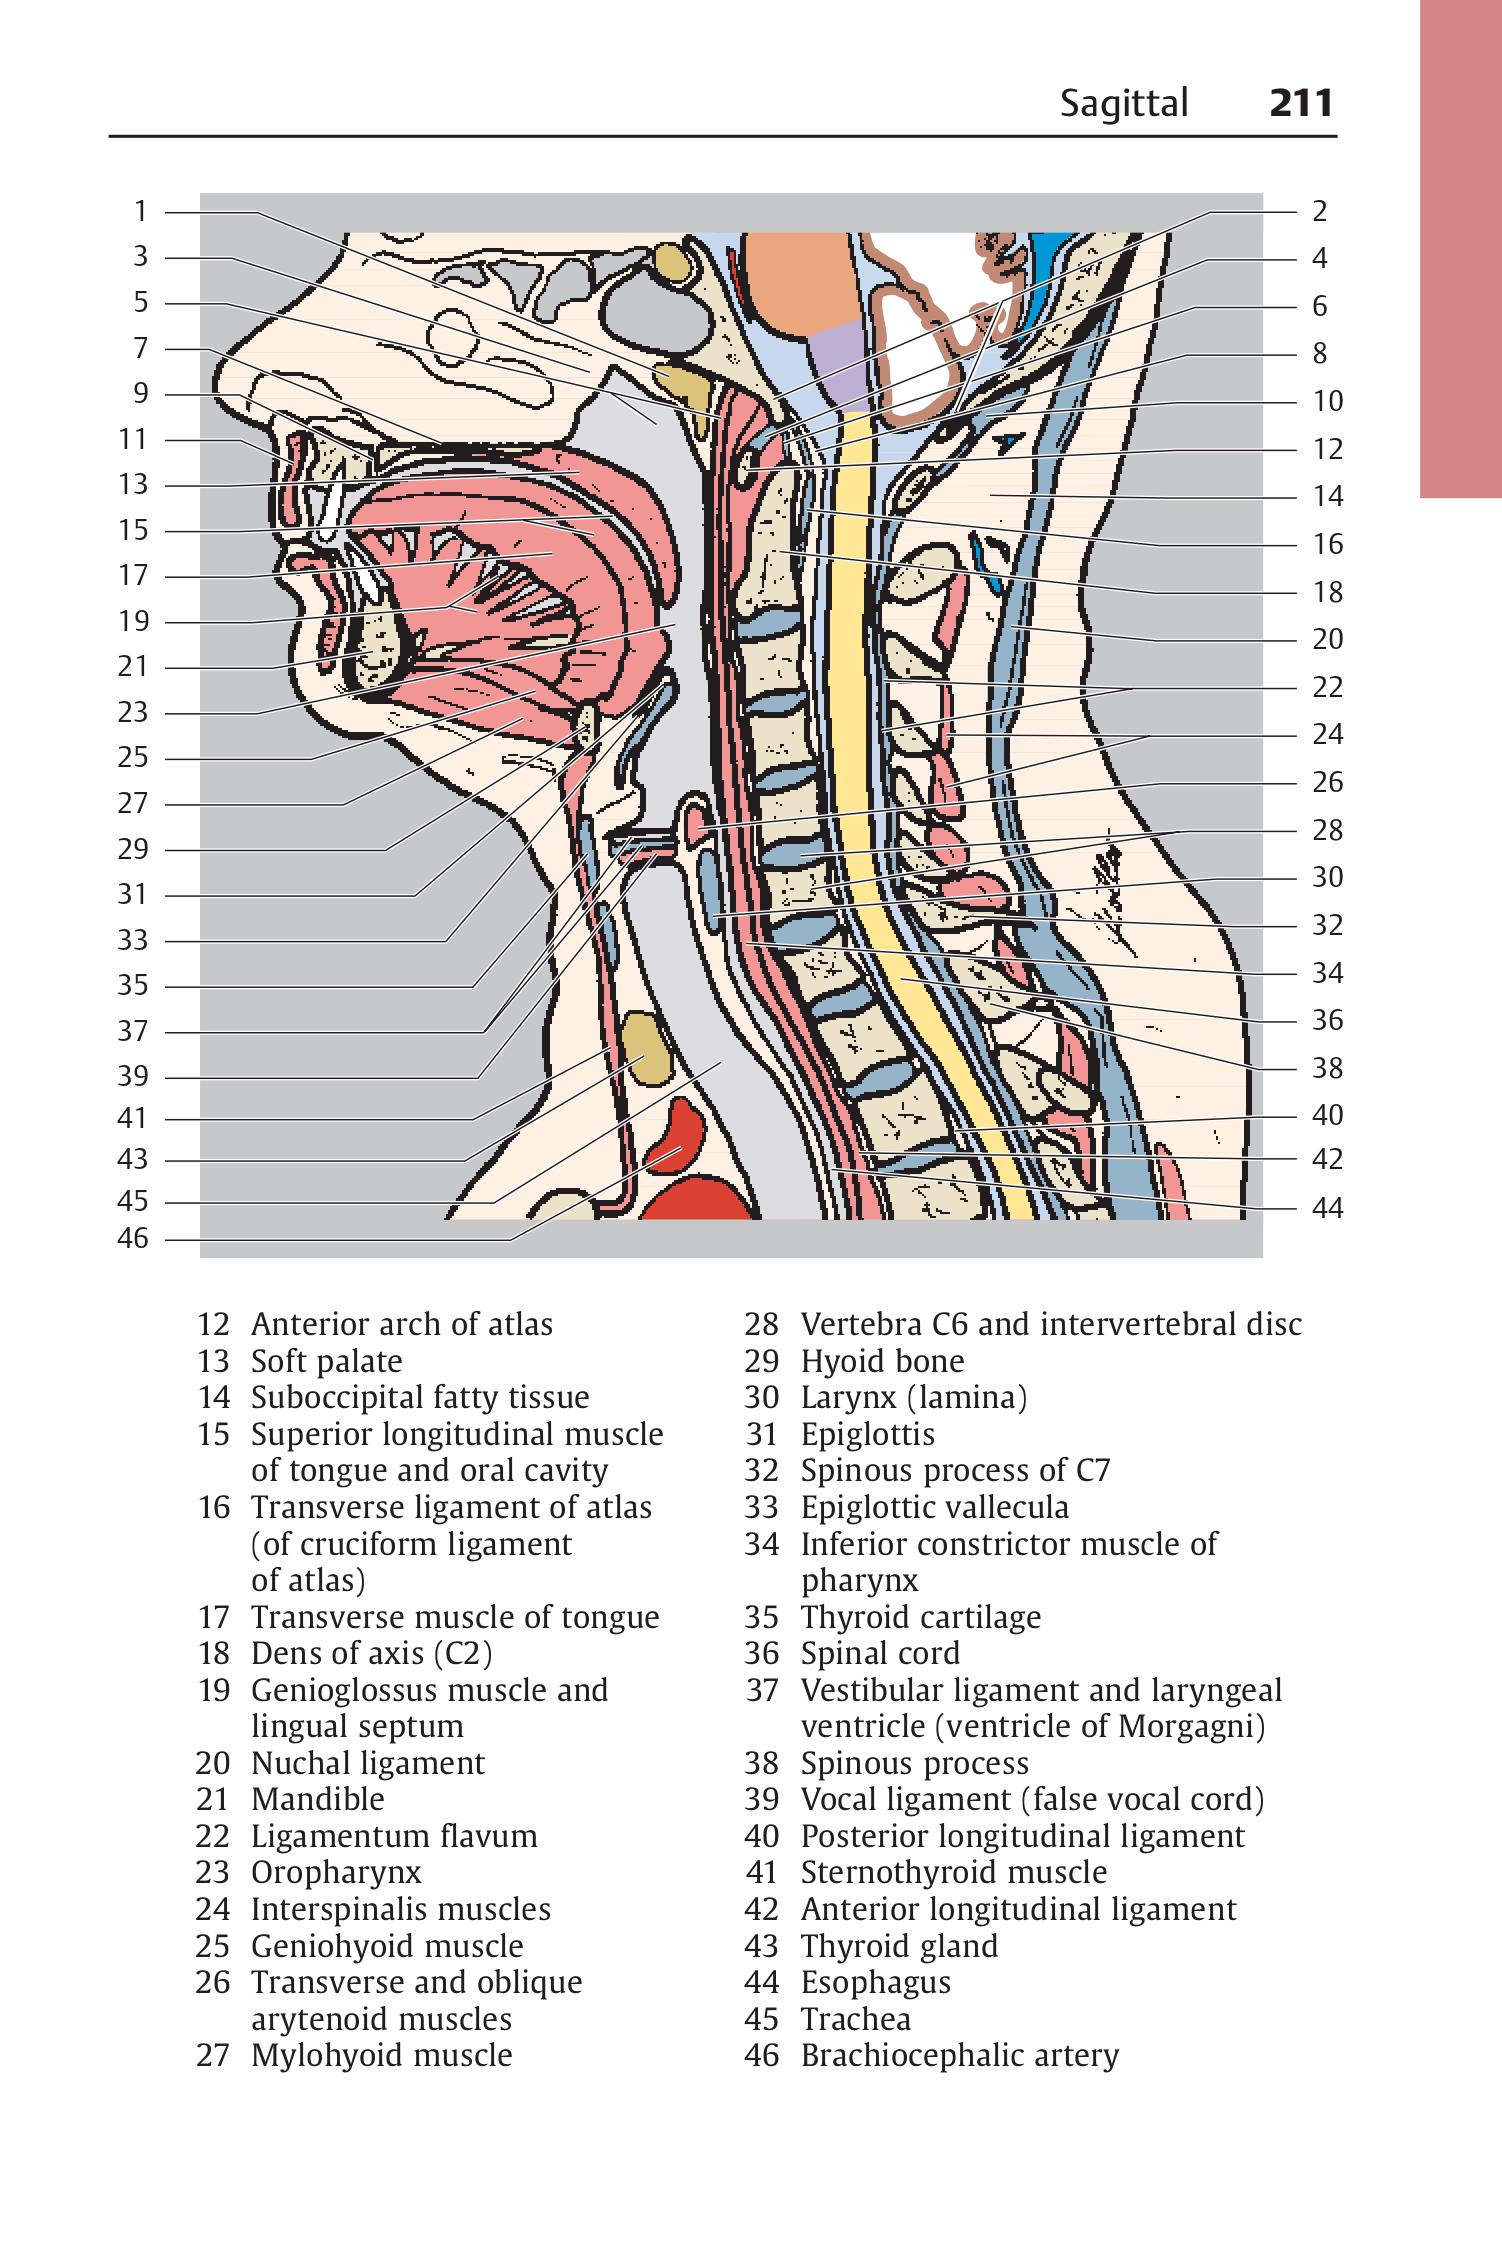 Sagittal 211
1
3
5
7
9
11
13
15
17
19
21
23
25
27
29
31
33
35
37
39
41
43
45
46
2
4
6
8
10
12
14
16
18
20
22
24
26
28
30
32
34
36
38
40
42
44
12 Anterior arch of atlas
13 Soft palate
14 Suboccipital fatty tissue
15 Superior longitudinal muscle
of tongue and oral cavity
16 Transverse ligament of atlas
(of cruciform ligament
of atlas)
17 Transverse muscle of tongue
18 Dens of axis (C2)
19 Genioglossus muscle and
lingual septum
20 Nuchal ligament
21 Mandible
22 Ligamentum flavum
23 Oropharynx
24 Interspinalis muscles
25 Geniohyoid muscle
26 Transverse and oblique
arytenoid muscles
27 Mylohyoid muscle
28 Vertebra C6 and intervertebral disc
29 Hyoid bone
30 Larynx (lamina)
31 Epiglottis
32 Spinous process of C7
33 Epiglottic vallecula
34 Inferior constrictor muscle of
pharynx
35 Thyroid cartilage
36 Spinal cord
37 Vestibular ligament and laryngeal
ventricle (ventricle of Morgagni)
38 Spinous process
39 Vocal ligament (false vocal cord)
40 Posterior longitudinal ligament
41 Sternothyroid muscle
42 Anterior longitudinal ligament
43 Thyroid gland
44 Esophagus
45 Trachea
46 Brachiocephalic artery